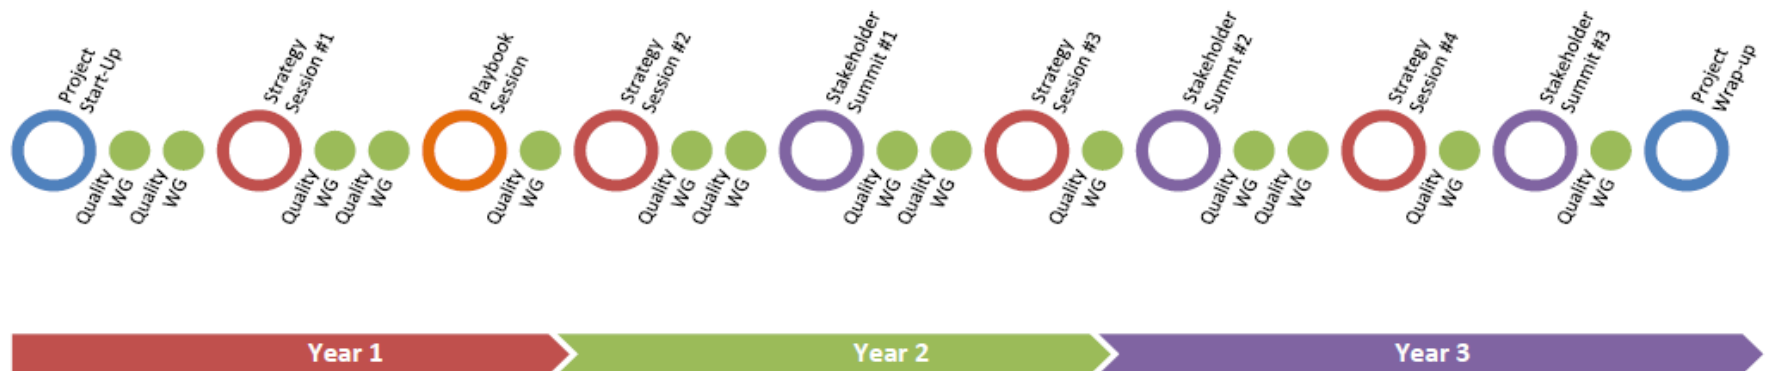 Project
Start-Up
Quality
WG
Quality
WG
Strategy
Session #1
Quality
WG
Quality
WG
Playbook
Session
Quality
WG
Strategy
Session #2
Quality
WG
Quality
WG
Stakeholder
Summit #1
Quality
WG
Quality
WG
Strategy
Session #3
Quality
WG
Stakeholder
Summt #2
Quality
WG
Quality
WG
Strategy
Session #4
Quality
WG
Stakeholder
Summit #3
Quality
WG
Project
Wrap-up
Year 1
Year 2
Year 3